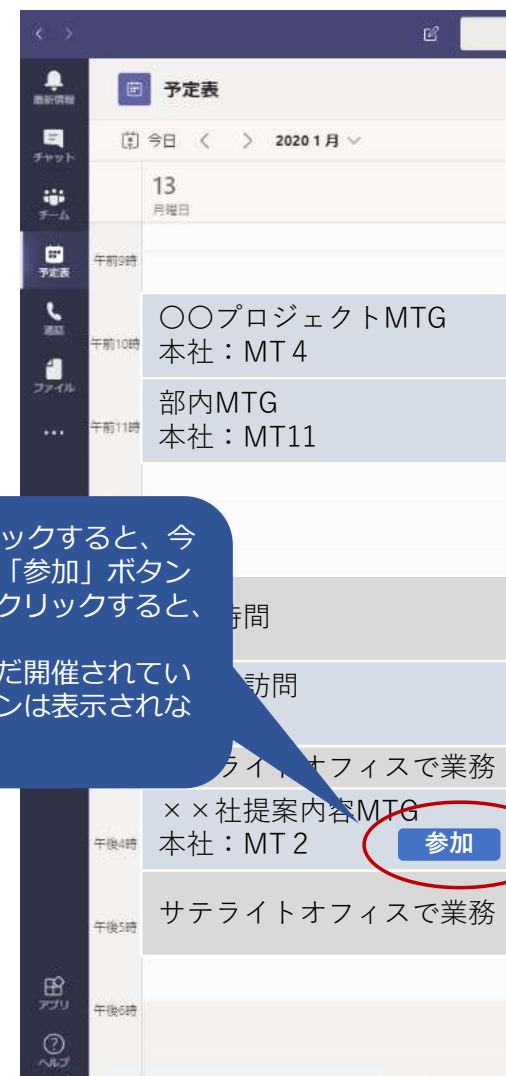 最新情報
チャット
チーム
予定表
通話
ファイル
アプリ
ヘルプ
予定表
今日
2020 1月
13
月曜日
午前9時
午前10時
〇〇プロジェクトMTG
本社：MT４
午前11時
部内MTG
本社：MT11
ックすると、今
「参加」ボタン
クリックすると、
だ開催されてい
ンは表示されな
時間
訪問
ライトオフィスで業務
午後4時
××社提案内容MTG
本社：MT２
参加
午後5時
サテライトオフィスで業務
午後6時